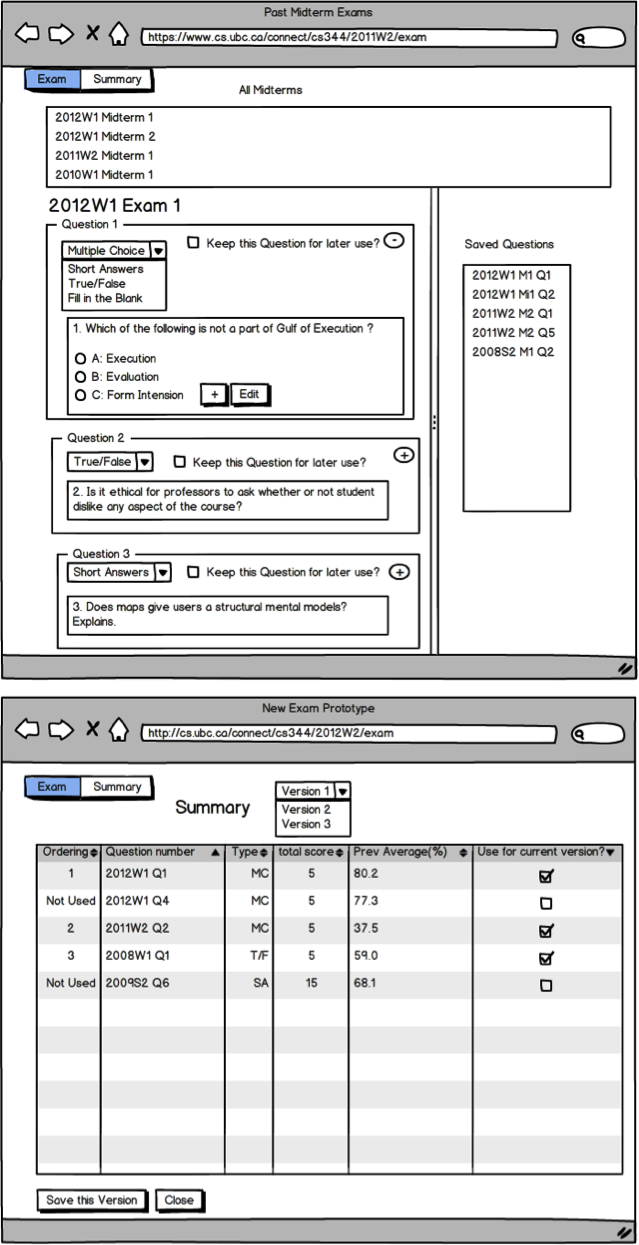 Past Midterm Exams
https://www.cs.ubc.ca/connect/cs344/2011W2/exam
Exam Summary
All Midterms
2012W1 Midterm 1
2012W1 Midterm 2
2011W2 Midterm 1
2010W1 Midterm 1
2012W1 Exam 1
Question 1
Multiple Choice
Keep this Question for later use? -
Short Answers
True/False
Fill in the Blank
1. Which of the following is not a part of Gulf of Execution ?
A: Execution
B: Evaluation
C: Form Intension + Edit
Question 2
True/False Keep this Question for later use? +
2. Is it ethical for professors to ask whether or not student
dislike any aspect of the course?
Question 3
Short Answers Keep this Question for later use? +
3. Does maps give users a structural mental models?
Explains.
Saved Questions
2012W1 M1 Q1
2012W1 Mi1 Q2
2011W2 M2 Q1
2011W2 M2 Q5
2008S2 M1 Q2
New Exam Prototype
http://cs.ubc.ca/connect/cs344/2012W2/exam
Exam Summary
Summary
Version 1
Version 2
Version 3
Ordering Question number Type total score Prev Average(%) Use for current version?
1 2012W1 Q1 MC 5 80.2
Not Used 2012W1 Q4 MC 5 77.3
2 2011W2 Q2 MC 5 37.5
3 2008W1 Q1 T/F 5 59.0
Not Used 2009S2 Q6 SA 15 68.1
Save this Version Close